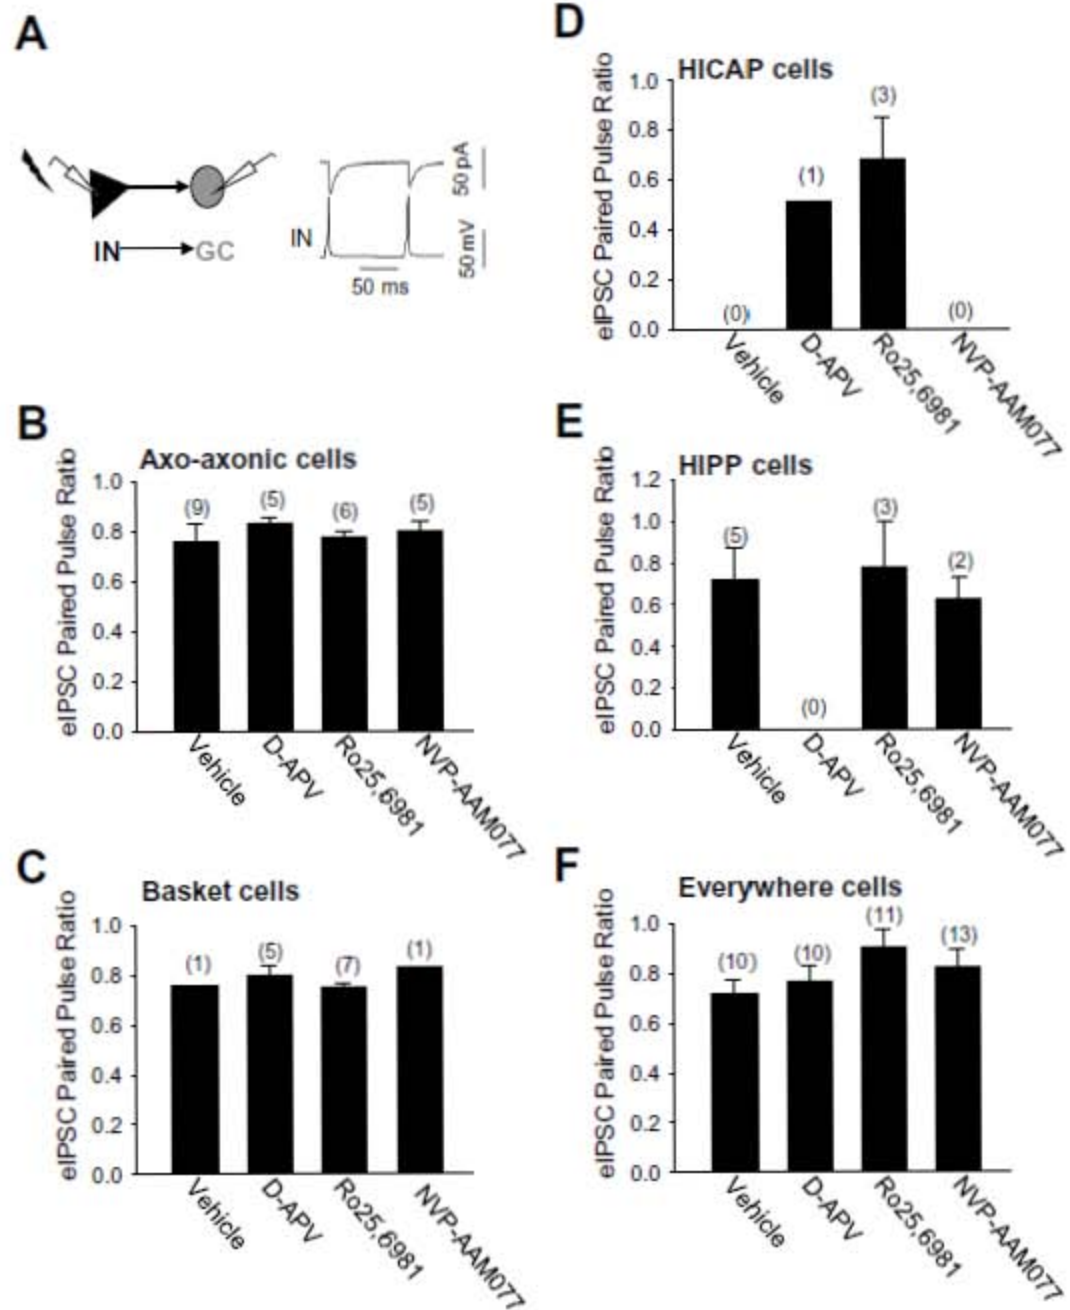 A
IN
GC
IN
50 pA
50 mV
50 ms
B
Axo-axonic cells
eIPSC Paired Pulse Ratio
1.0
0.8
0.6
0.4
0.2
0.0
(9)
(5)
(6)
(5)
Vehicle
D-APV
Ro25,6981
NVP-AAM077
C
Basket cells
eIPSC Paired Pulse Ratio
1.0
0.8
0.6
0.4
0.2
0.0
(1)
(5)
(7)
(1)
Vehicle
D-APV
Ro25,6981
NVP-AAM077
D
HICAP cells
eIPSC Paired Pulse Ratio
1.0
0.8
0.6
0.4
0.2
0.0
(0)
(1)
(3)
(0)
Vehicle
D-APV
Ro25,6981
NVP-AAM077
E
HIPP cells
eIPSC Paired Pulse Ratio
1.2
1.0
0.8
0.6
0.4
0.2
0.0
(5)
(0)
(3)
(2)
Vehicle
D-APV
Ro25,6981
NVP-AAM077
F
Everywhere cells
eIPSC Paired Pulse Ratio
1.0
0.8
0.6
0.4
0.2
0.0
(10)
(10)
(11)
(13)
Vehicle
D-APV
Ro25,6981
NVP-AAM077